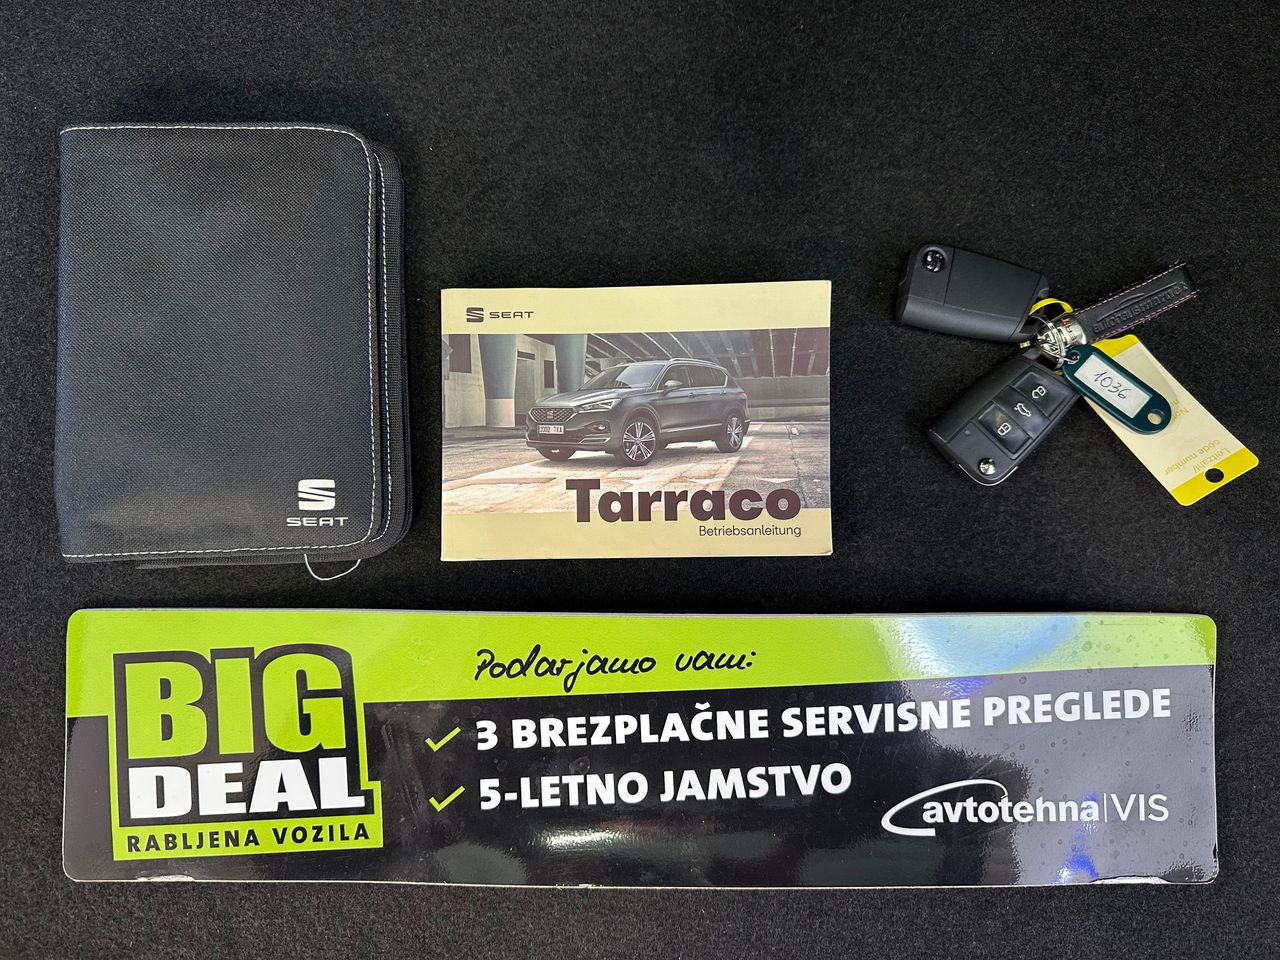 SEAT
SEAT
2002 TXA
Tarraco
Betriebsanleitung
1036
Leitzahl/
code number
BIG
DEAL
RABLJENA VOZILA
Podarjamo vam:
3 BREZPLAČNE SERVISNE PREGLEDE
5-LETNO JAMSTVO
avtotehna|VIS